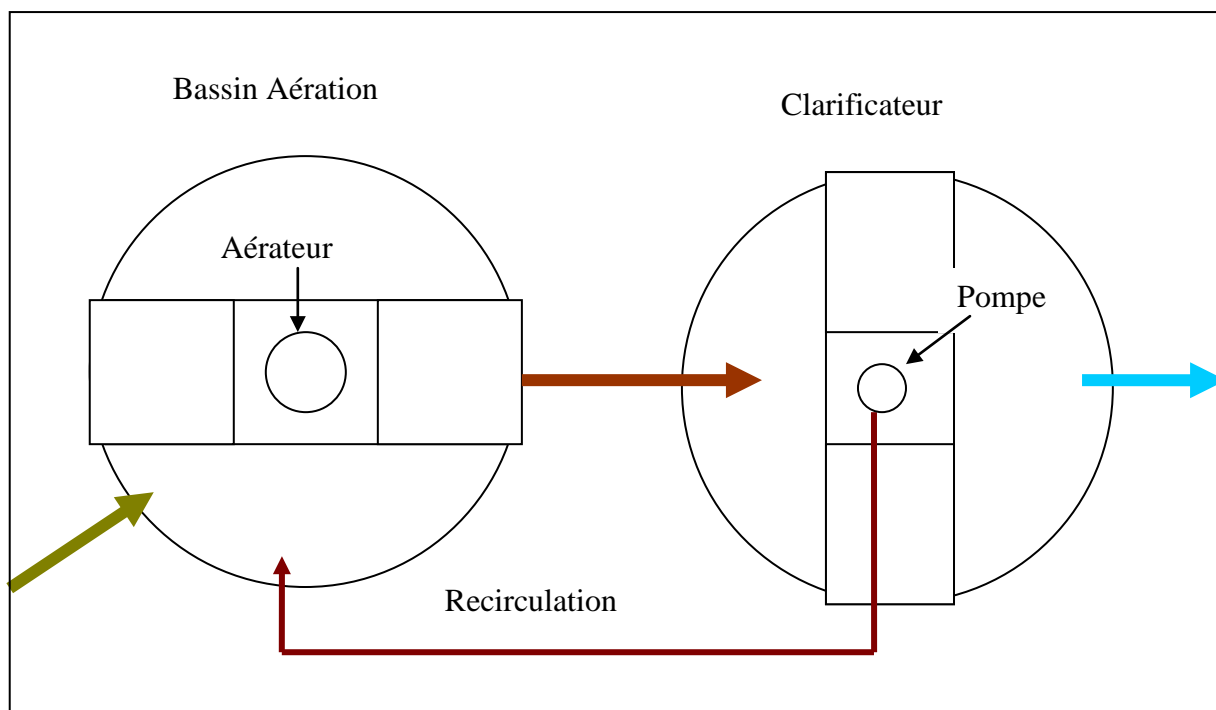 Bassin Aération
Clarificateur
Aérateur
Pompe
Recirculation